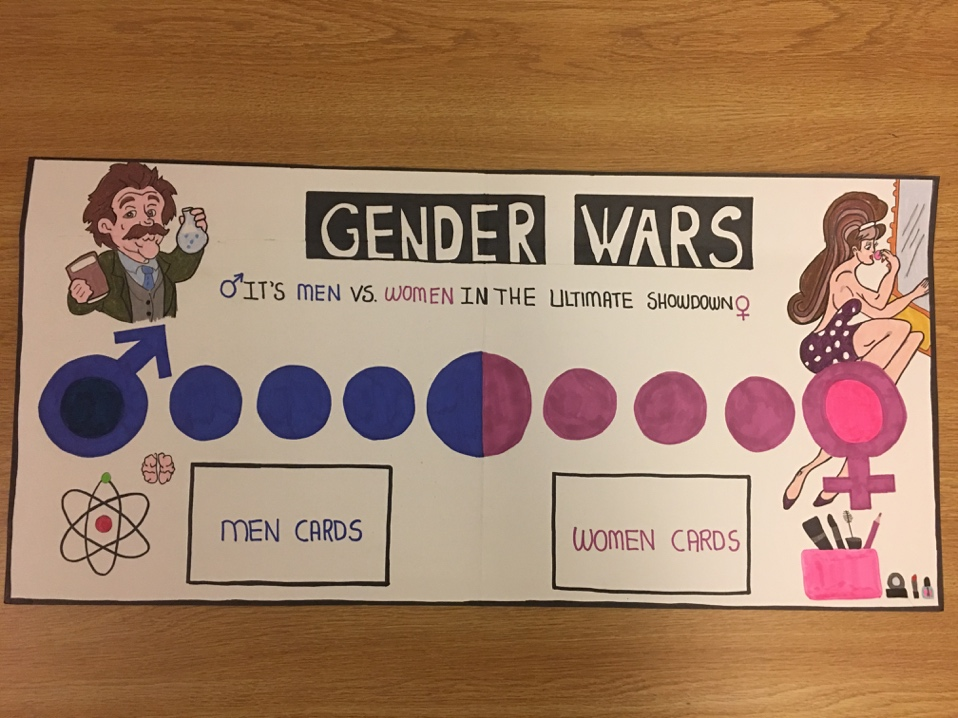 GENDER WARS
♂IT'S MEN VS. WOMEN IN THE ULTIMATE SHOWDOWN♀
MEN CARDS
WOMEN CARDS